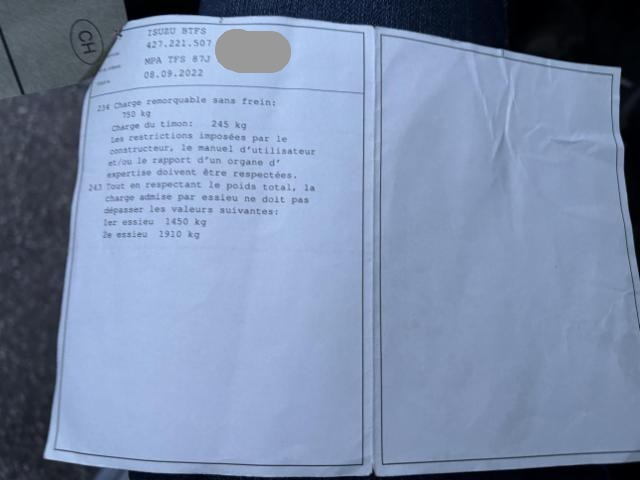 CH
ISUZU BTFS
427.221.507
MPA TFS 87J
08.09.2022
234 Charge remorquable sans frein:
750 kg
Charge du timon: 245 kg
Les restrictions imposées par le
constructeur, le manuel d'utilisateur
et/ou le rapport d'un organe d'
expertise doivent être respectées.
243 Tout en respectant le poids total, la
charge admise par essieu ne doit pas
dépasser les valeurs suivantes:
1er essieu 1450 kg
2e essieu 1910 kg